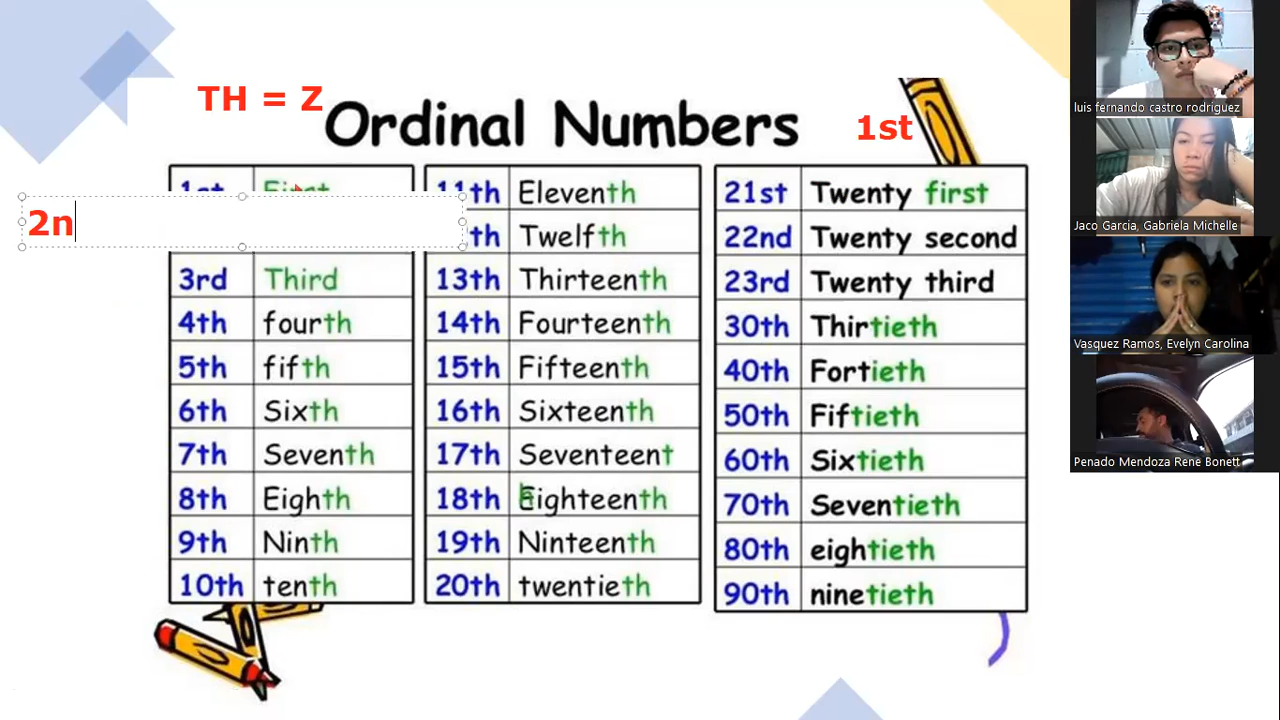 TH = Z
Ordinal Numbers
1st
1st First
2n
3rd Third
4th fourth
5th fifth
6th Sixth
7th Seventh
8th Eighth
9th Ninth
10th tenth
11th Eleventh
th Twelfth
13th Thirteenth
14th Fourteenth
15th Fifteenth
16th Sixteenth
17th Seventeent
h
18th Eighteenth
19th Ninteenth
20th twentieth
21st Twenty first
22nd Twenty second
23rd Twenty third
30th Thirtieth
40th Fortieth
50th Fiftieth
60th Sixtieth
70th Seventieth
80th eightieth
90th ninetieth
luis fernando castro rodriguez
Jaco Garcia, Gabriela Michelle
Vasquez Ramos, Evelyn Carolina
Penado Mendoza Rene Bonett